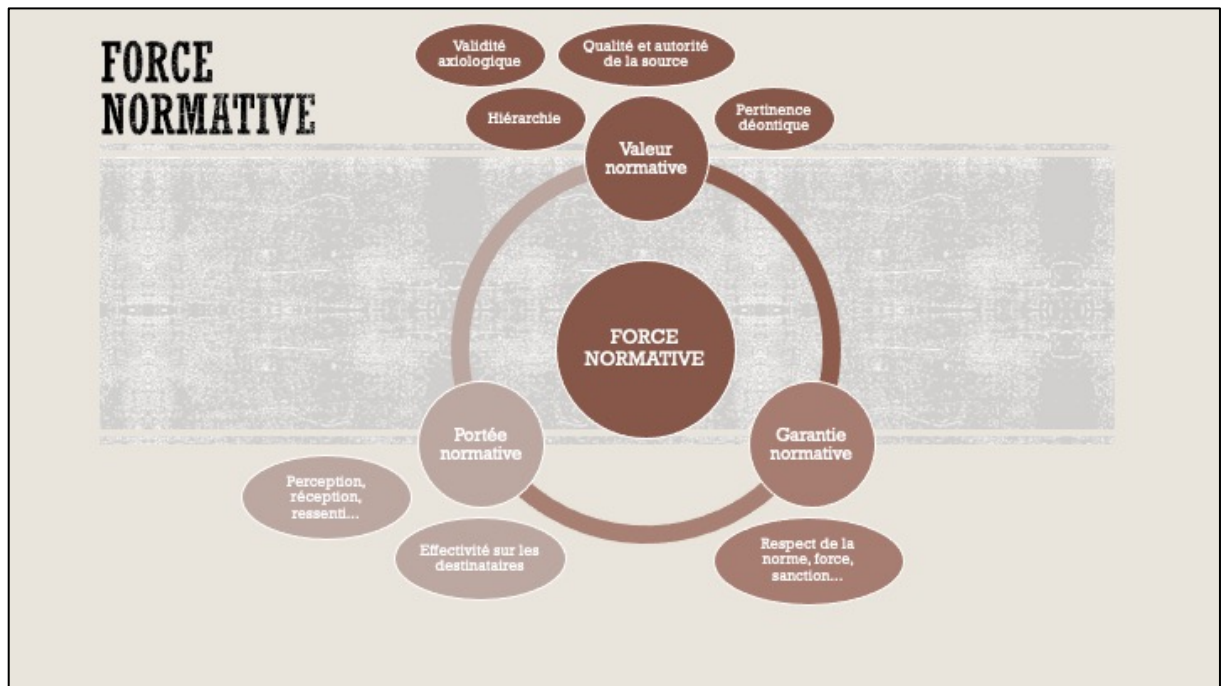 FORCE
NORMATIVE
Validité
axiologique
Qualité et autorité
de la source
Hiérarchie
Pertinence
déontique
Valeur
normative
FORCE
NORMATIVE
Portée
normative
Garantie
normative
Perception,
réception,
ressenti...
Effectivité sur les
destinataires
Respect de la
norme, force,
sanction...